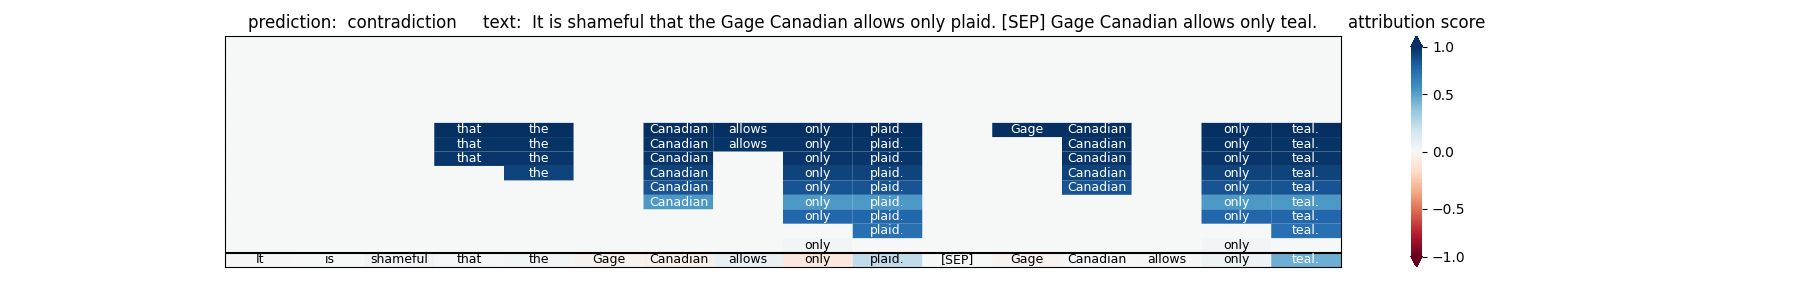 prediction: contradiction text: It is shameful that the Gage Canadian allows only plaid. [SEP] Gage Canadian allows only teal. attribution score
1.0
that the Canadian allows only plaid. Gage Canadian only teal.
that the Canadian allows only plaid. Canadian only teal.
that the Canadian only plaid. Canadian only teal.
the Canadian only plaid. Canadian only teal.
Canadian only plaid. Canadian only teal.
Canadian only plaid. only teal.
only plaid. only teal.
plaid. teal.
only only
It is shameful that the Gage Canadian allows only plaid. [SEP] Gage Canadian allows only teal.
0.5
0.0
−0.5
−1.0